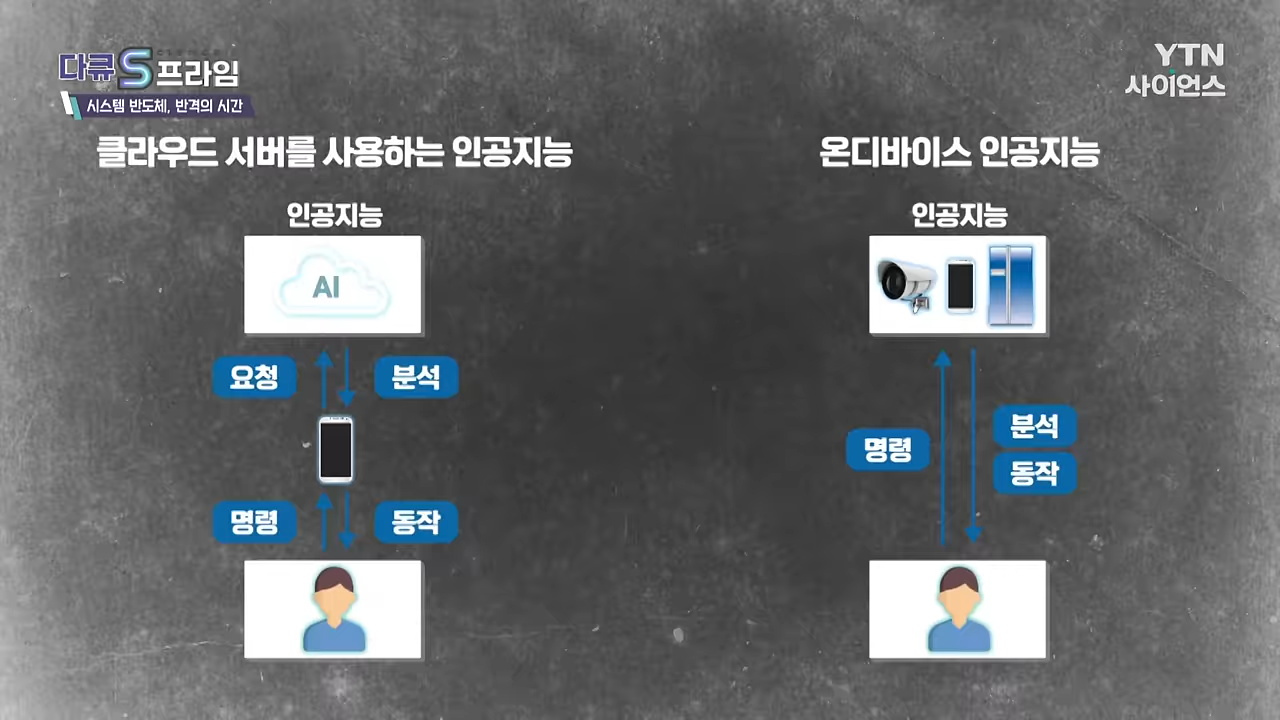 다큐S프라임
시스템 반도체, 반격의 시간
YTN
사이언스
클라우드 서버를 사용하는 인공지능
인공지능
AI
요청
분석
명령
동작
온디바이스 인공지능
인공지능
명령
분석
동작